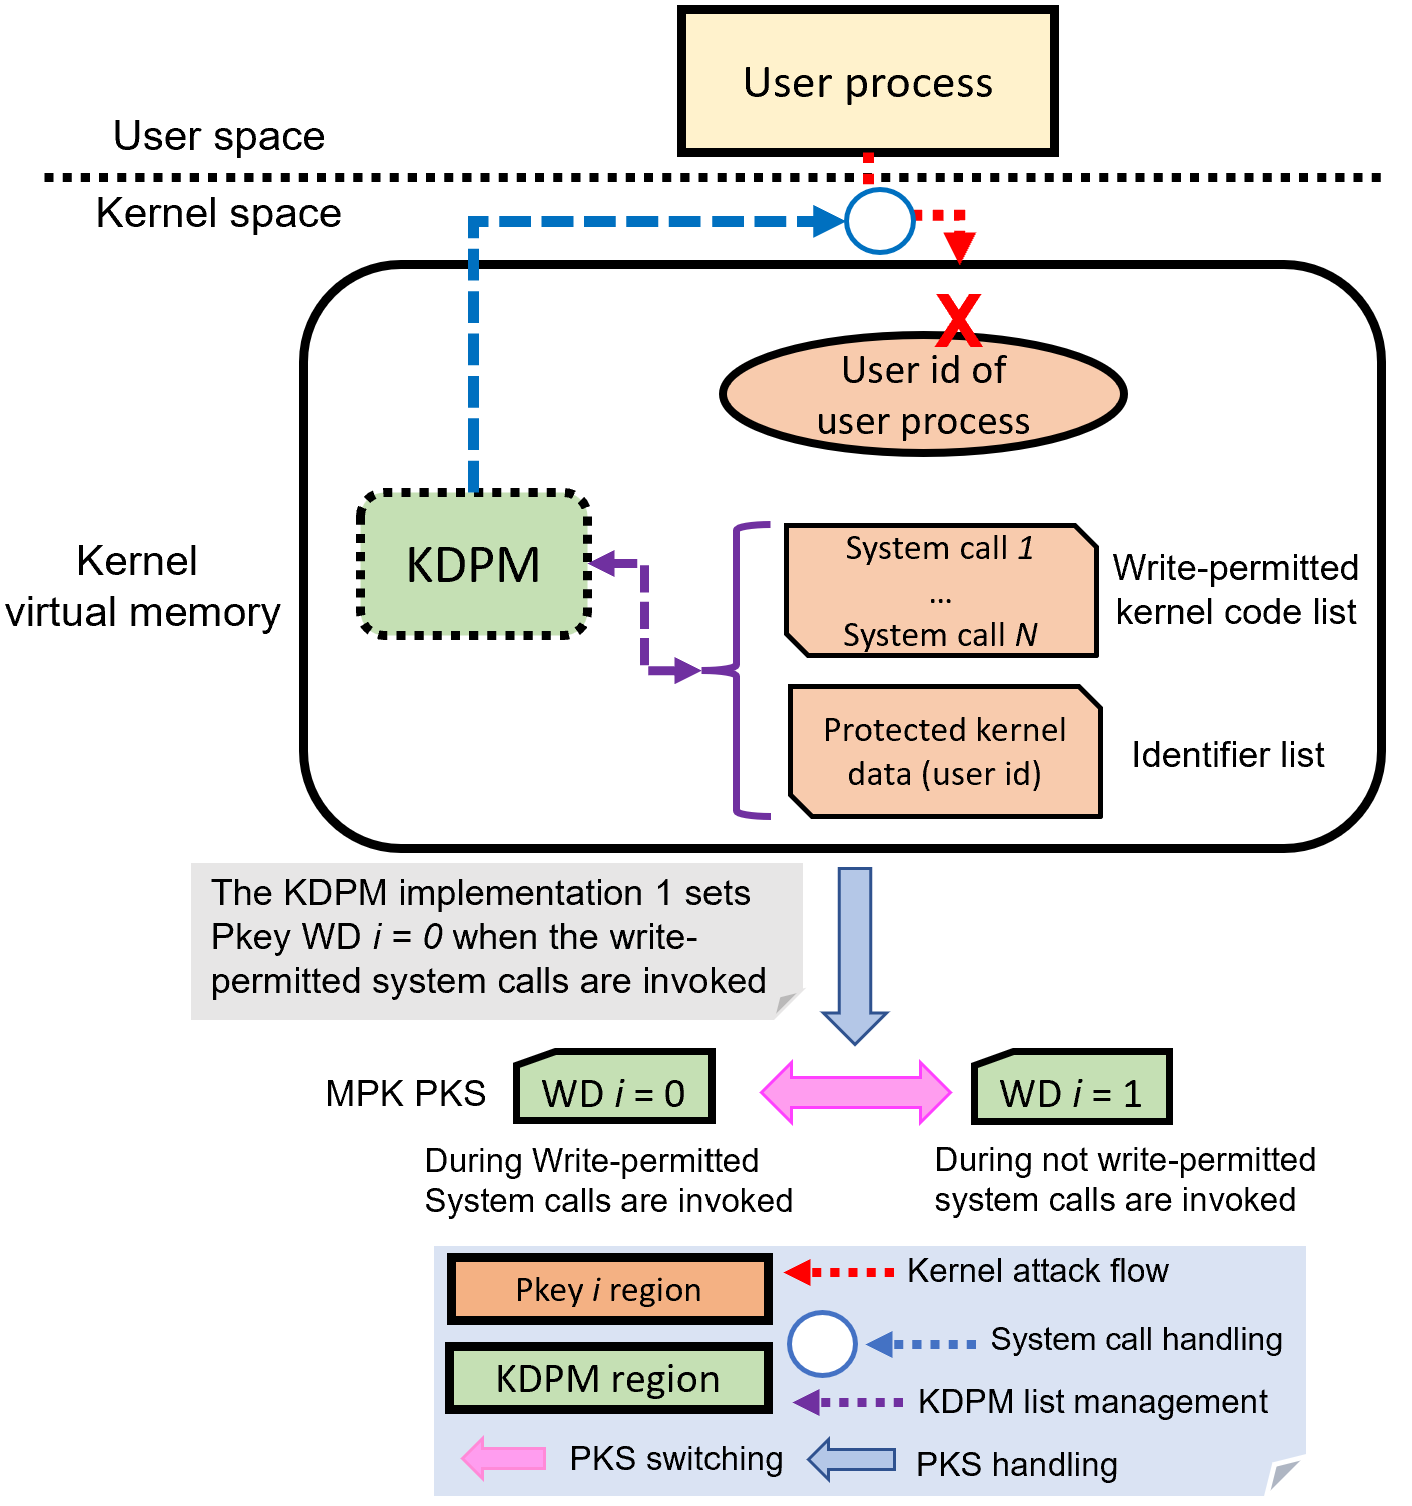 User process
User space
Kernel space
X
User id of
user process
KDPM
System call 1
...
System call N
Write-permitted
kernel code list
Kernel
virtual memory
Protected kernel
data (user id)
Identifier list
The KDPM implementation 1 sets
Pkey WD i = 0 when the write-
permitted system calls are invoked
MPK PKS
WD i = 0
WD i = 1
During Write-permitted
System calls are invoked
During not write-permitted
system calls are invoked
Pkey i region
Kernel attack flow
System call handling
KDPM region
KDPM list management
PKS switching
PKS handling